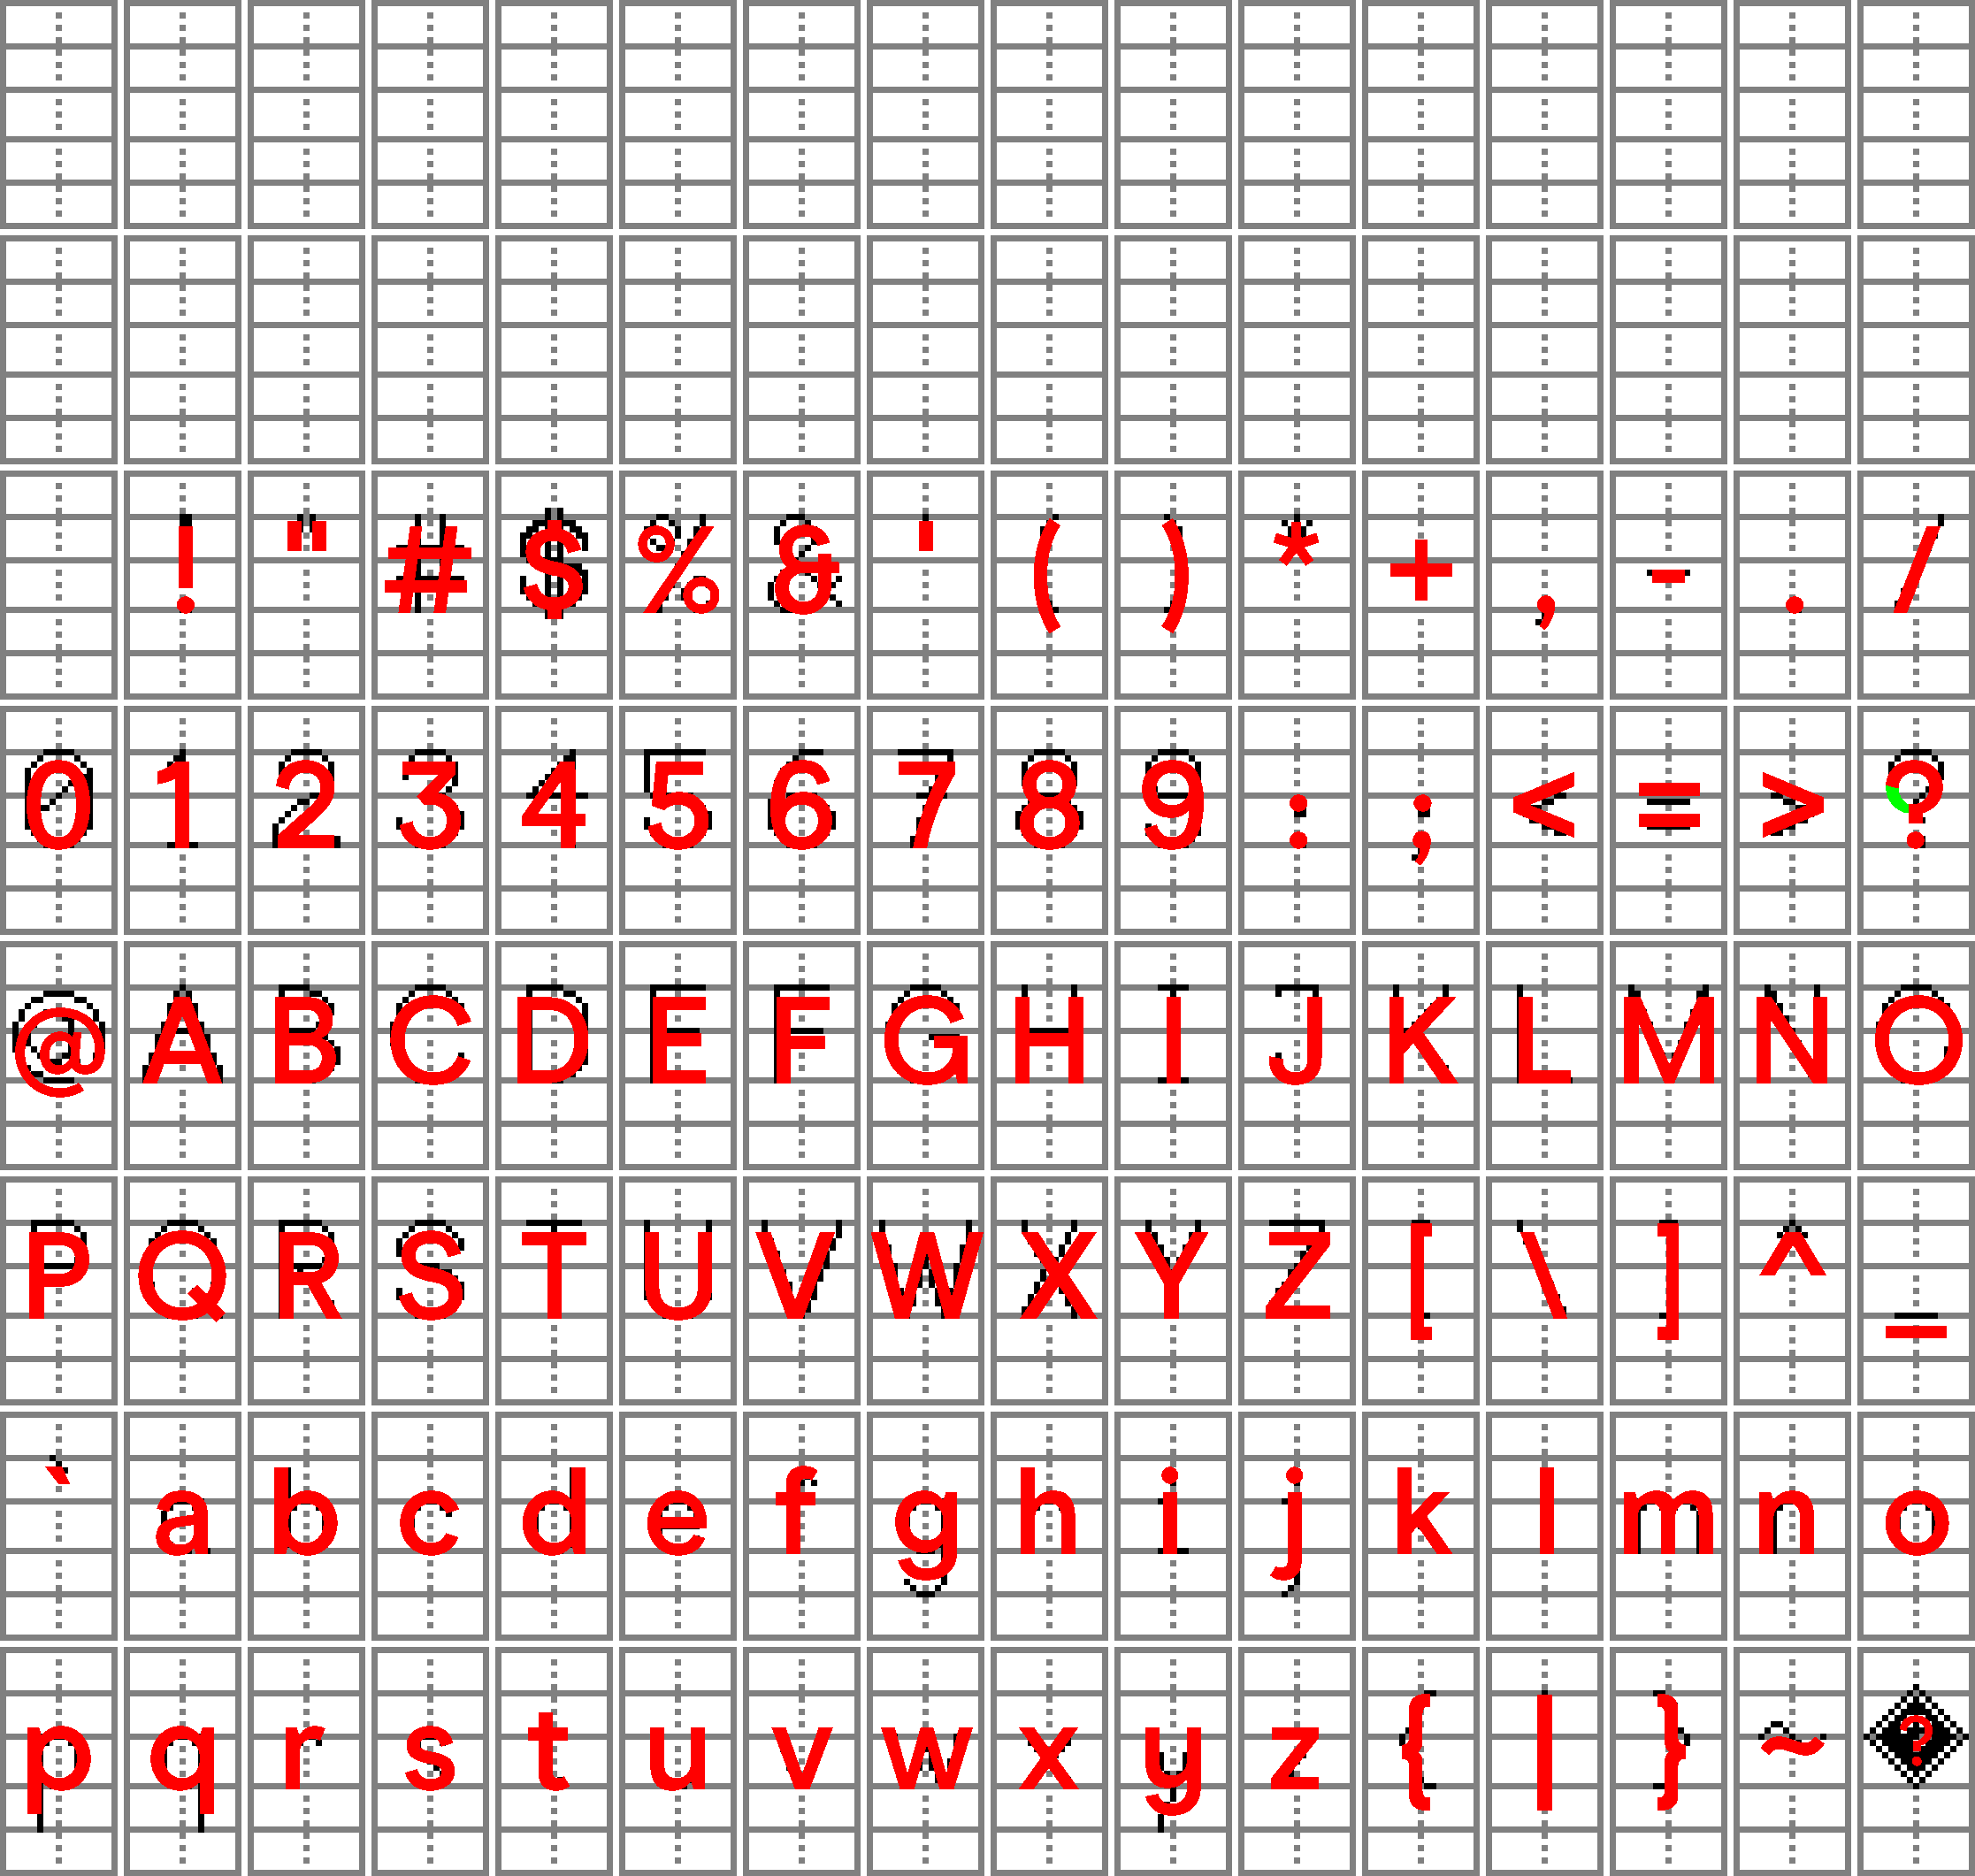 ! " # $ % & ' ( ) * + , - . /
0 1 2 3 4 5 6 7 8 9 : ; < = > ?
@ A B C D E F G H I J K L M N O
P Q R S T U V W X Y Z [ \ ] ^ _
` a b c d e f g h i j k l m n o
p q r s t u v w x y z { | } ~ �